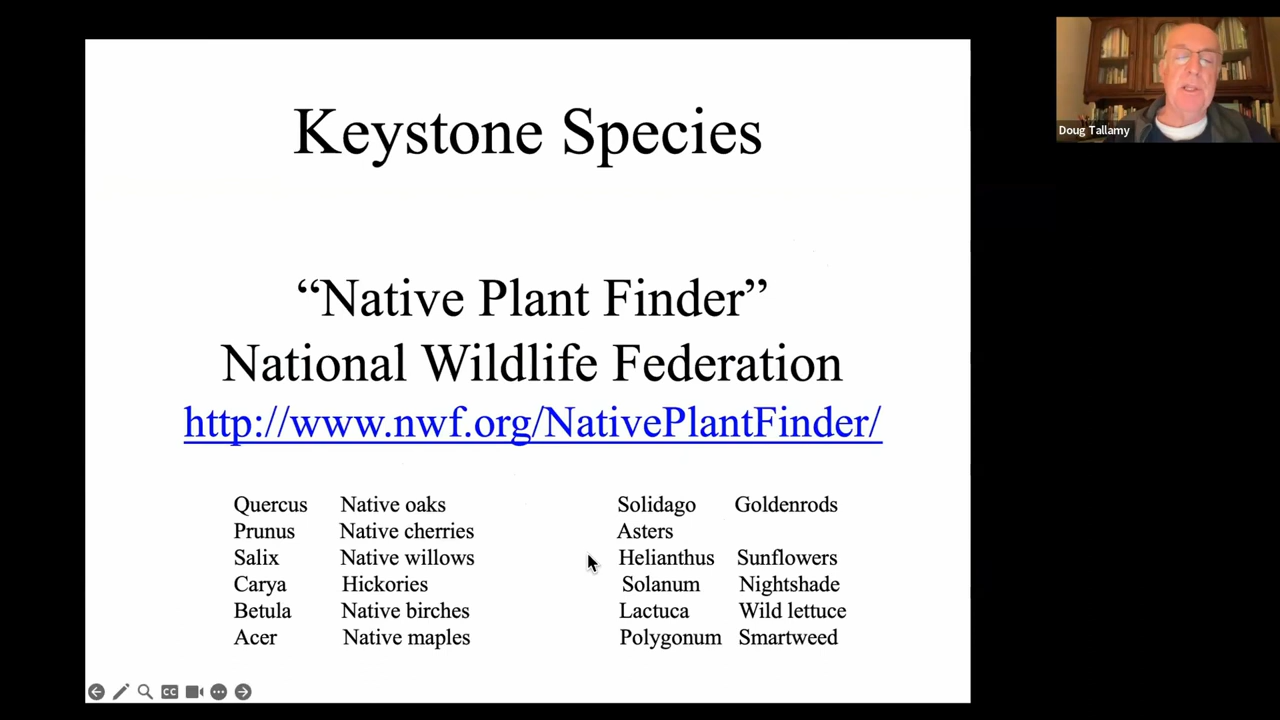 Keystone Species
“Native Plant Finder”
National Wildlife Federation
http://www.nwf.org/NativePlantFinder/
Quercus Native oaks
Prunus Native cherries
Salix Native willows
Carya Hickories
Betula Native birches
Acer Native maples
Solidago Goldenrods
Asters
Helianthus Sunflowers
Solanum Nightshade
Lactuca Wild lettuce
Polygonum Smartweed
CC
Doug Tallamy